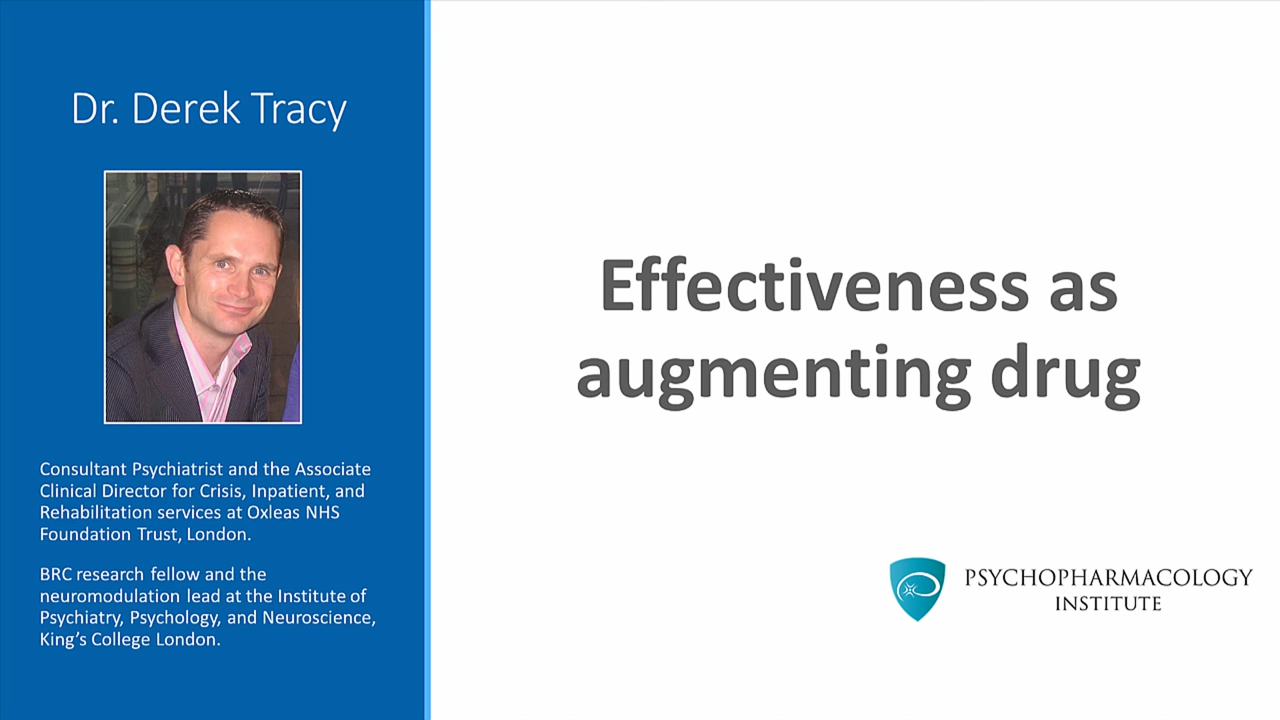 Dr. Derek Tracy
Consultant Psychiatrist and the Associate
Clinical Director for Crisis, Inpatient, and
Rehabilitation services at Oxleas NHS
Foundation Trust, London.
BRC research fellow and the
neuromodulation lead at the Institute of
Psychiatry, Psychology, and Neuroscience,
King's College London.
Effectiveness as
augmenting drug
PSYCHOPHARMACOLOGY
INSTITUTE